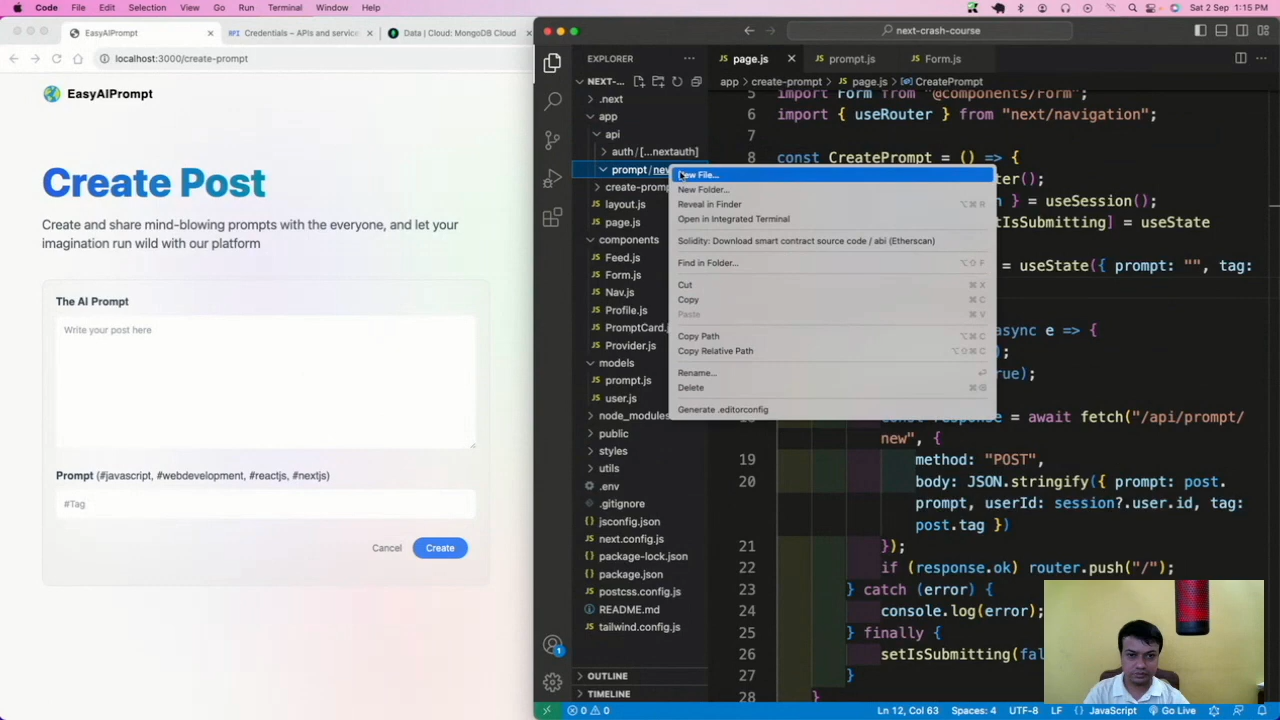 Code File Edit Selection View Go Run Terminal Window Help
Sat 2 Sep 1:15 PM
EasyAIPrompt
Credentials – APIs and service
Data | Cloud: MongoDB Cloud
localhost:3000/create-prompt
EasyAIPrompt
Create Post
Create and share mind-blowing prompts with the everyone, and let your
imagination run wild with our platform
The AI Prompt
Write your post here
Prompt (#javascript, #webdevelopment, #reactjs, #nextjs)
#Tag
Cancel
Create
next-crash-course
EXPLORER
NEXT-...
.next
app
api
auth/[...nextauth]
prompt/new
create-prom
layout.js
page.js
components
Feed.js
Form.js
Nav.js
Profile.js
PromptCard.j
Provider.js
models
prompt.js
user.js
node_modules
public
styles
utils
.env
.gitignore
jsconfig.json
next.config.js
package-lock.json
package.json
postcss.config.js
README.md
tailwind.config.js
OUTLINE
TIMELINE
New File...
New Folder...
Reveal in Finder ⌥⌘R
Open in Integrated Terminal
Solidity: Download smart contract source code / abi (Etherscan)
Find in Folder... ⌥⇧F
Cut ⌘X
Copy ⌘C
Paste ⌘V
Copy Path ⌥⌘C
Copy Relative Path ⌥⇧⌘C
Rename... ⏎
Delete ⌘⌫
Generate .editorconfig
page.js
prompt.js
Form.js
app > create-prompt > page.js > CreatePrompt
5 import Form from "@components/Form";
6 import { useRouter } from "next/navigation";
7
8 const CreatePrompt = () => {
ter();
} = useSession();
etIsSubmitting] = useState
= useState({ prompt: "", tag:
async e => {
);
rue);
18 const response = await fetch("/api/prompt/
new", {
19 method: "POST",
20 body: JSON.stringify({ prompt: post.
prompt, userId: session?.user.id, tag:
post.tag })
21 });
22 if (response.ok) router.push("/");
23 } catch (error) {
24 console.log(error);
25 } finally {
26 setIsSubmitting(fal
27 }
28 }
1
0 0
Ln 12, Col 63 Spaces: 4 UTF-8 LF {} JavaScript Go Live